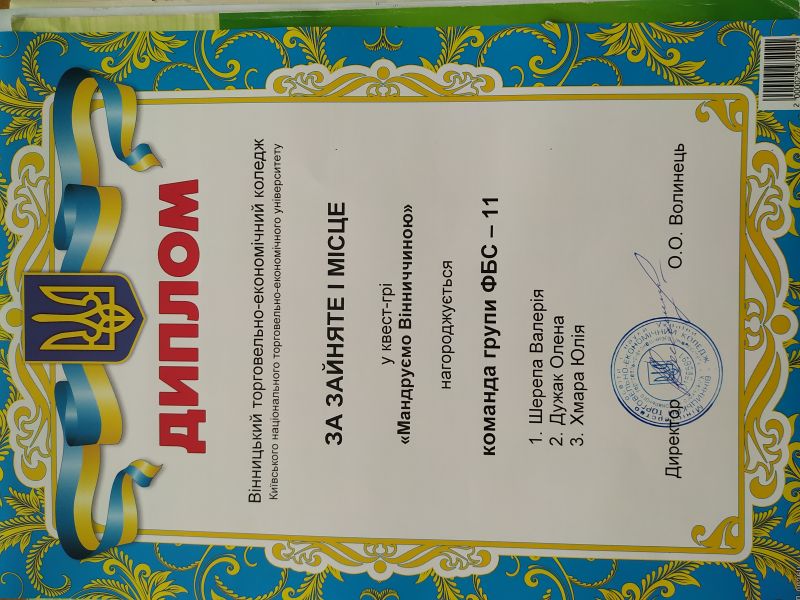 ДИПЛОМ
Вінницький торговельно-економічний коледж
Київського національного торговельно-економічного університету
ЗА ЗАЙНЯТЕ І МІСЦЕ
у квест-грі
«Мандруємо Вінниччиною»
нагороджується
команда групи ФБС – 11
1. Шерепа Валерія
2. Дужак Олена
3. Хмара Юлія
Директор О.О. Волинець